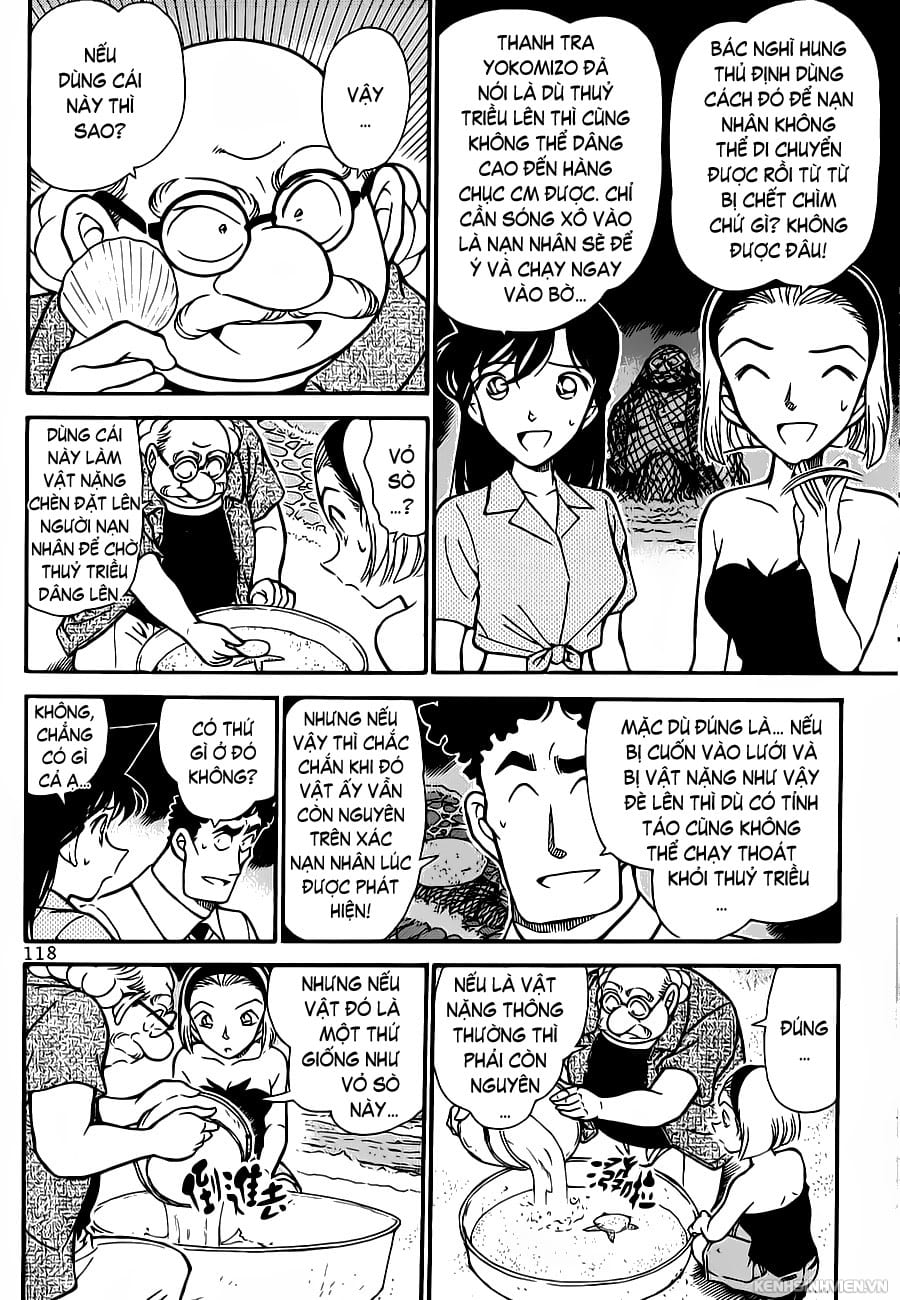 BÁC NGHĨ HUNG
THỦ ĐỊNH DÙNG
CÁCH ĐÓ ĐỂ NẠN
NHÂN KHÔNG
THỂ DI CHUYỂN
ĐƯỢC RỒI TỪ TỪ
BỊ CHẾT CHÌM
CHỨ GÌ? KHÔNG
ĐƯỢC ĐÂU!
THANH TRA
YOKOMIZO ĐÃ
NÓI LÀ DÙ THUỶ
TRIỀU LÊN THÌ CŨNG
KHÔNG THỂ DÂNG
CAO ĐẾN HÀNG
CHỤC CM ĐƯỢC. CHỈ
CẦN SÓNG XÔ VÀO
LÀ NẠN NHÂN SẼ ĐỂ
Ý VÀ CHẠY NGAY
VÀO BỜ...
VẬY
...
NẾU
DÙNG CÁI
NÀY THÌ
SAO?
VỎ
SÒ
...?
DÙNG CÁI
NÀY LÀM
VẬT NẶNG
CHÈN ĐẶT LÊN
NGƯỜI NẠN
NHÂN ĐỂ CHỜ
THUỶ TRIỀU
DÂNG LÊN...
MẶC DÙ ĐÚNG LÀ... NẾU
BỊ CUỐN VÀO LƯỚI VÀ
BỊ VẬT NẶNG NHƯ VẬY
ĐÈ LÊN THÌ DÙ CÓ TỈNH
TÁO CŨNG KHÔNG
THỂ CHẠY THOÁT
KHỎI THUỶ TRIỀU
...
NHƯNG NẾU
VẬY THÌ CHẮC
CHẮN KHI ĐÓ
VẬT ẤY VẪN
CÒN NGUYÊN
TRÊN XÁC
NẠN NHÂN LÚC
ĐƯỢC PHÁT
HIỆN!
CÓ THỨ
GÌ Ở ĐÓ
KHÔNG?
KHÔNG,
CHẲNG
CÓ GÌ
CẢ Ạ...
118
ĐÚNG
...
NẾU LÀ VẬT
NẶNG THÔNG
THƯỜNG THÌ
PHẢI CÒN
NGUYÊN
...
NHƯNG NẾU
VẬT ĐÓ LÀ
MỘT THỨ
GIỐNG NHƯ
VỎ SÒ
NÀY...
倒進去
KENHSINHVIEN.VN